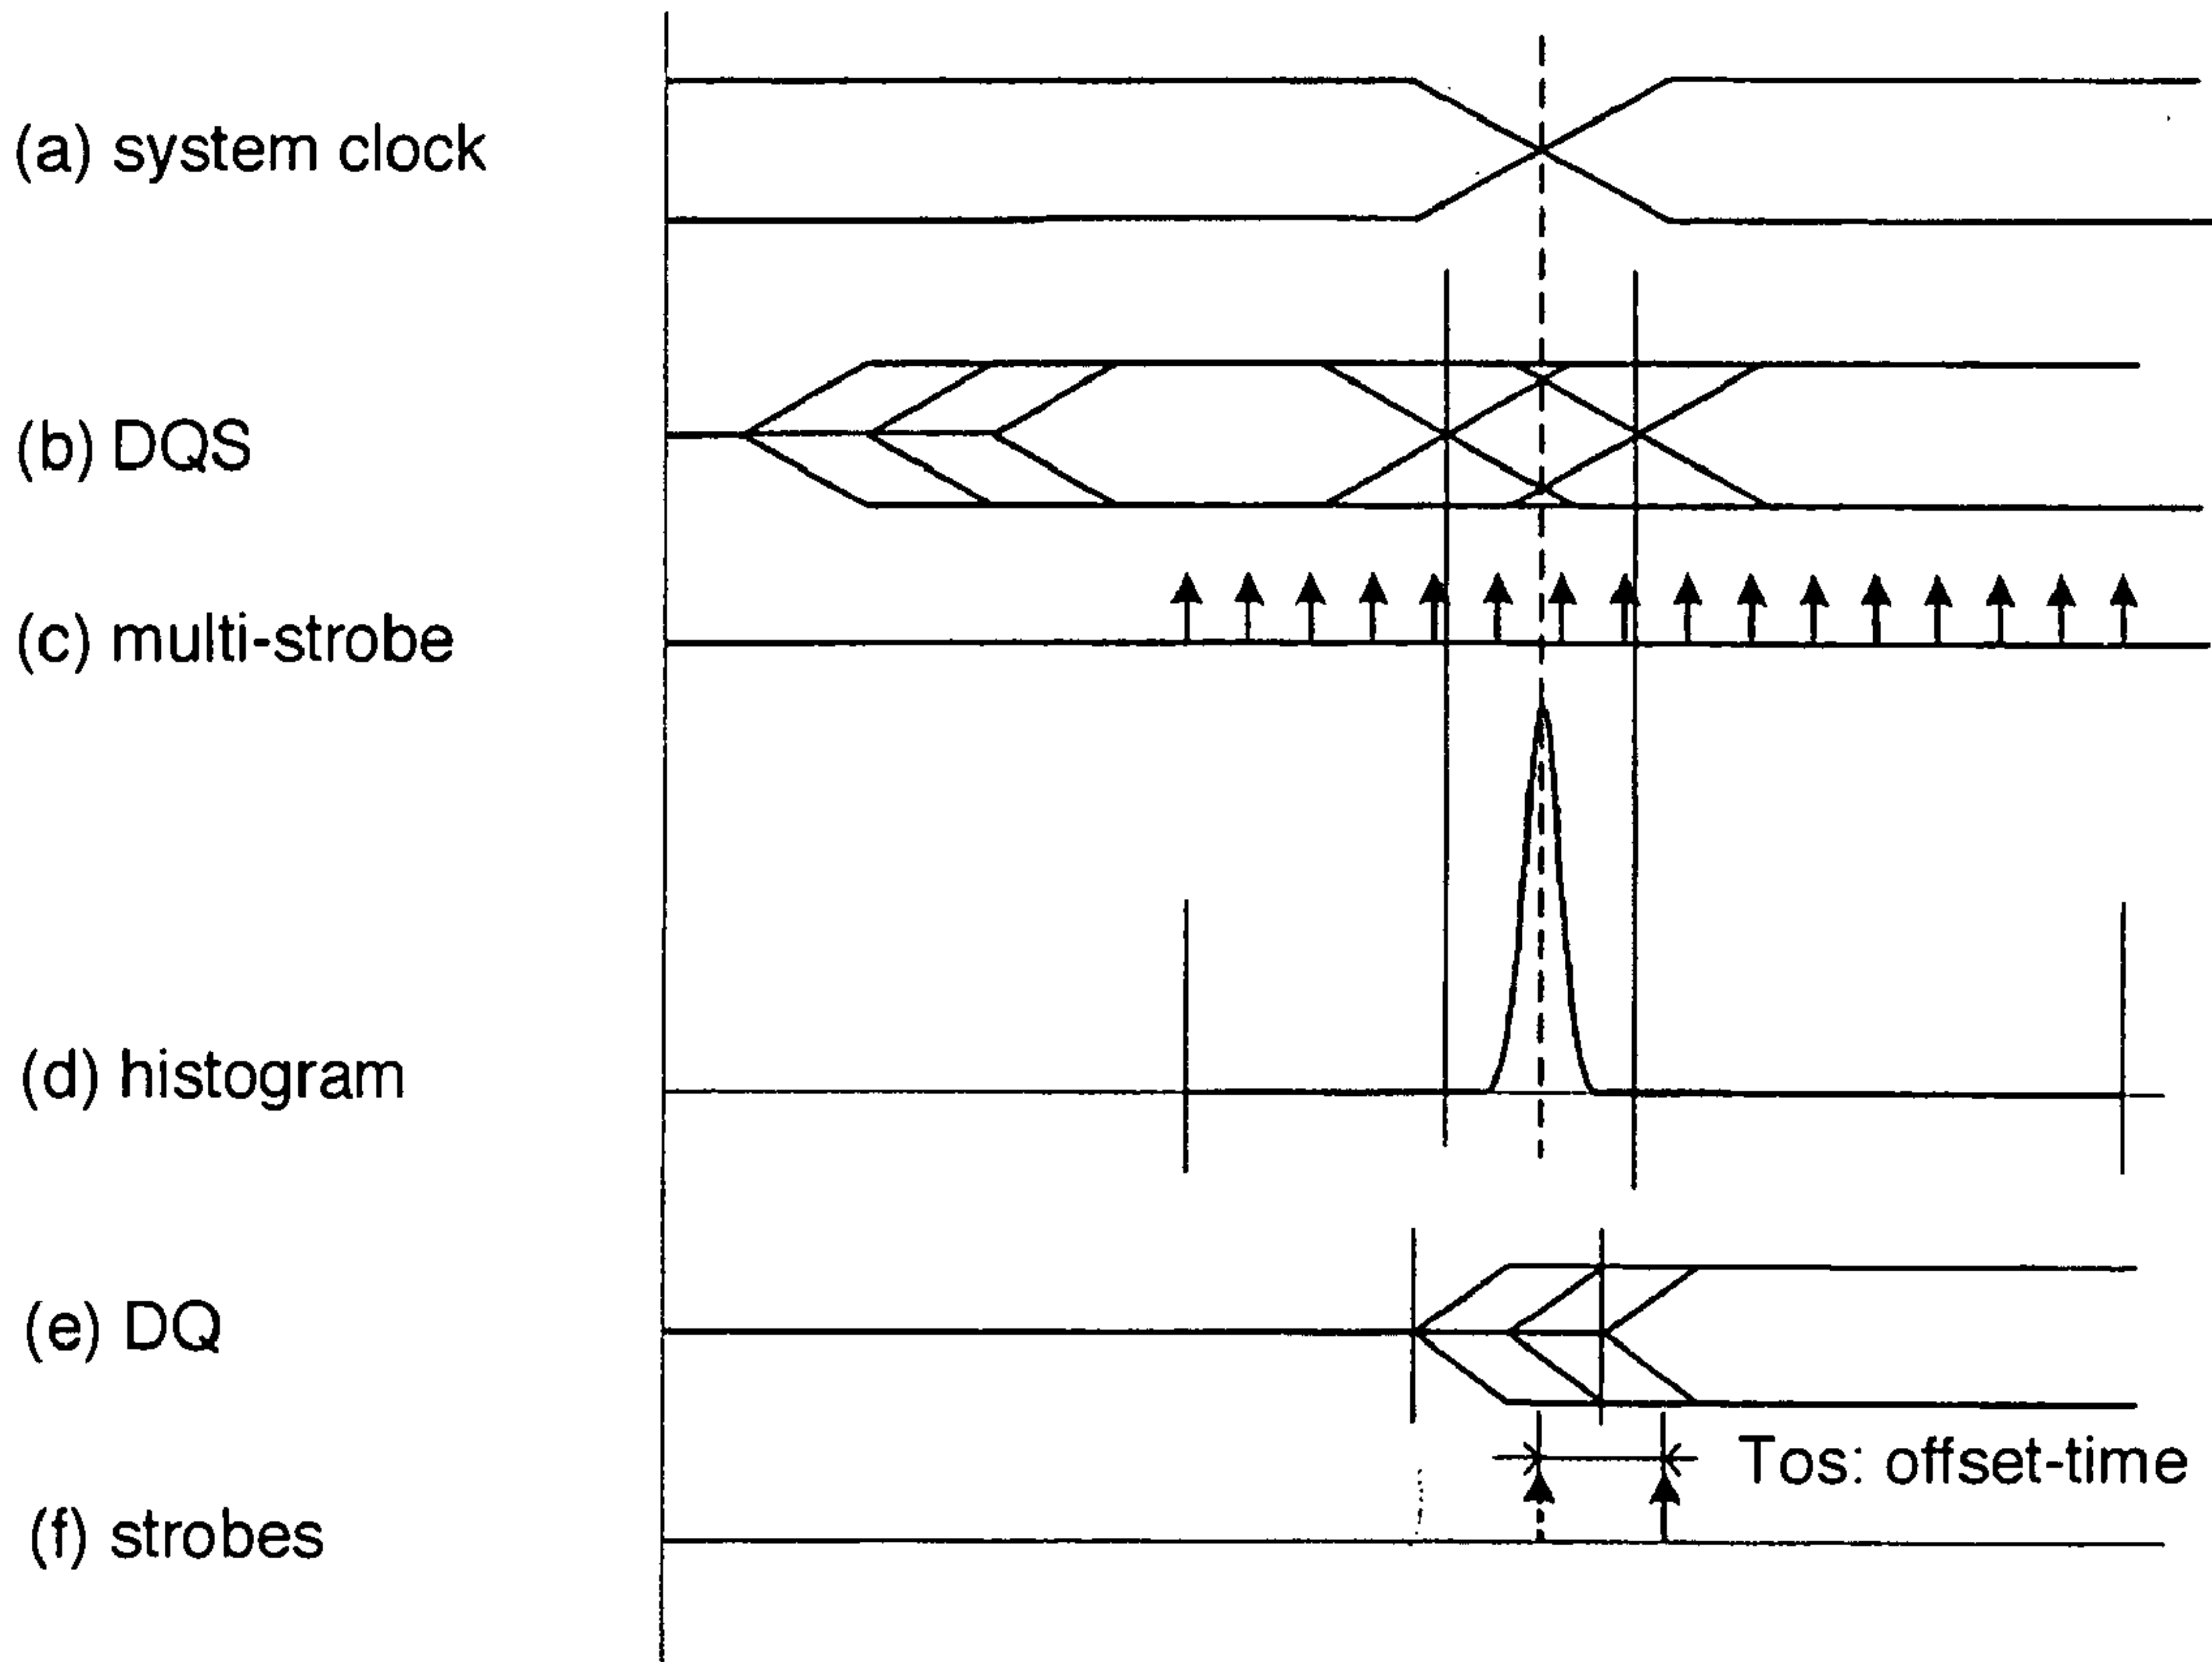 (a) system clock
(b) DQS
(c) multi-strobe
(d) histogram
(e) DQ
Tos: offset-time
(f) strobes